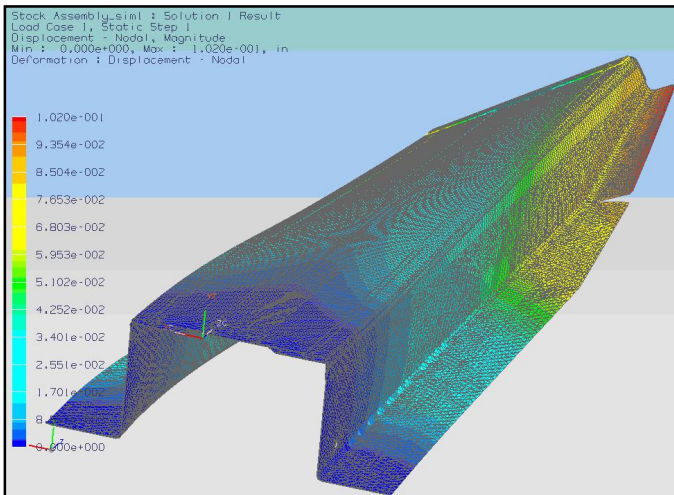 Stock Assembly_sim1 : Solution 1 Result
Load Case 1, Static Step 1
Displacement - Nodal, Magnitude
Min : 0.000e+000, Max : 1.020e-001, in
Deformation : Displacement - Nodal
1.020e-001
9.354e-002
8.504e-002
7.653e-002
6.803e-002
5.953e-002
5.102e-002
4.252e-002
3.401e-002
2.551e-002
1.701e-002
0.000e+000